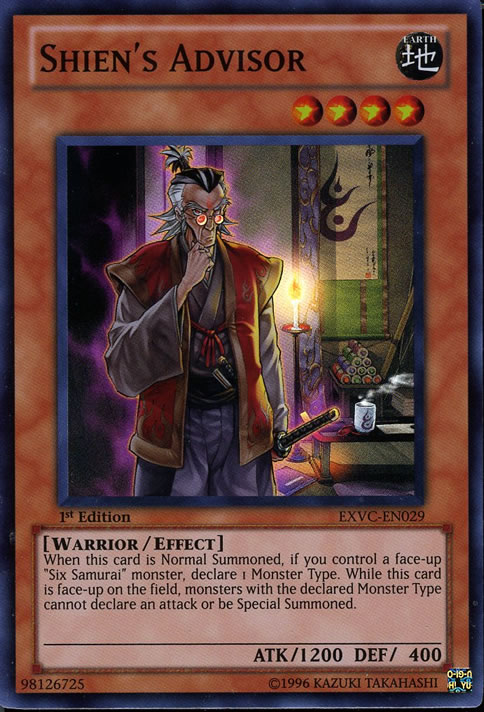 SHIEN'S ADVISOR
EARTH
地
1st Edition
EXVC-EN029
[WARRIOR/EFFECT]
When this card is Normal Summoned, if you control a face-up
"Six Samurai" monster, declare 1 Monster Type. While this card
is face-up on the field, monsters with the declared Monster Type
cannot declare an attack or be Special Summoned.
ATK/1200 DEF/ 400
98126725
©1996 KAZUKI TAKAHASHI